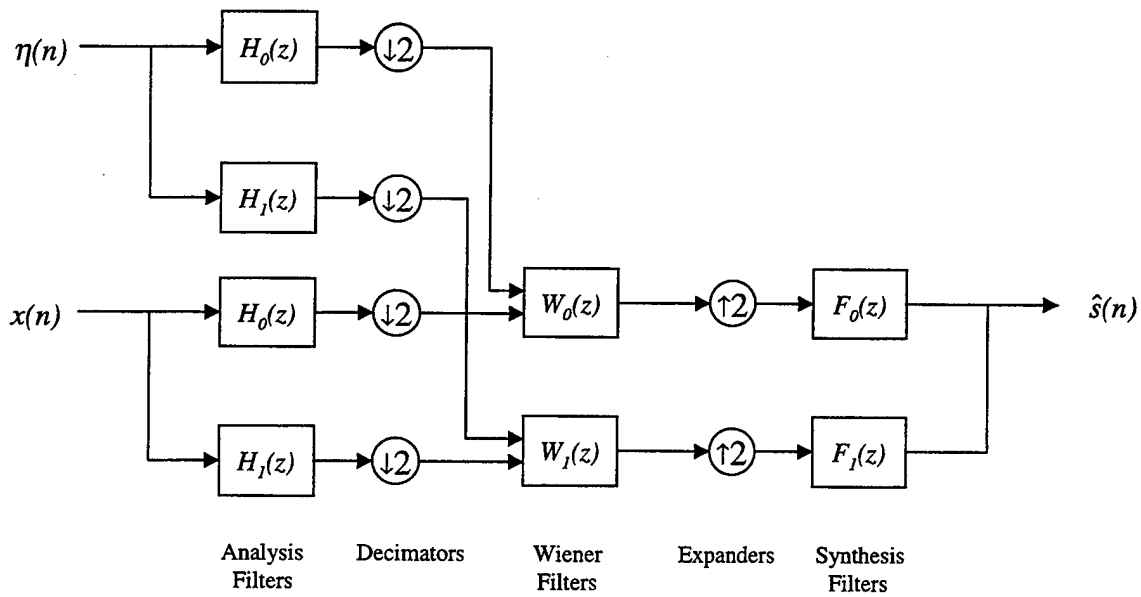 η(n)
H₀(z)
↓2
H₁(z)
↓2
x(n)
H₀(z)
↓2
W₀(z)
↑2
F₀(z)
ŝ(n)
H₁(z)
↓2
W₁(z)
↑2
F₁(z)
Analysis
Filters
Decimators
Wiener
Filters
Expanders
Synthesis
Filters